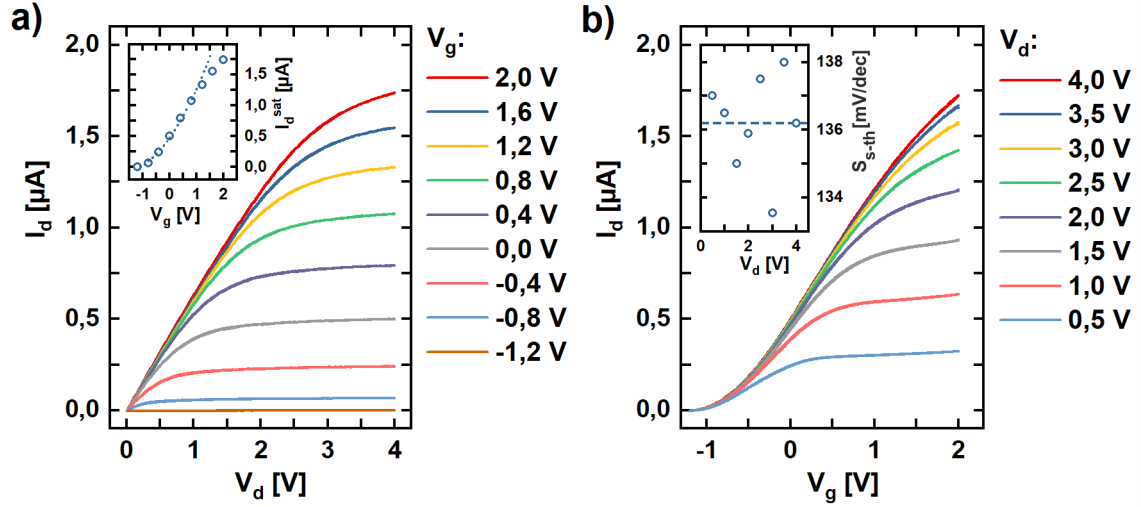 a)
V_g:
2,0 V
1,6 V
1,2 V
0,8 V
0,4 V
0,0 V
-0,4 V
-0,8 V
-1,2 V
I_d [µA]
2,0
1,5
1,0
0,5
0,0
0 1 2 3 4
V_d [V]
I_d^sat [µA]
1,5
1,0
0,5
0,0
-1 0 1 2
V_g [V]
b)
V_d:
4,0 V
3,5 V
3,0 V
2,5 V
2,0 V
1,5 V
1,0 V
0,5 V
I_d [µA]
2,0
1,5
1,0
0,5
0,0
-1 0 1 2
V_g [V]
S_s-th [mV/dec]
138
136
134
0 2 4
V_d [V]